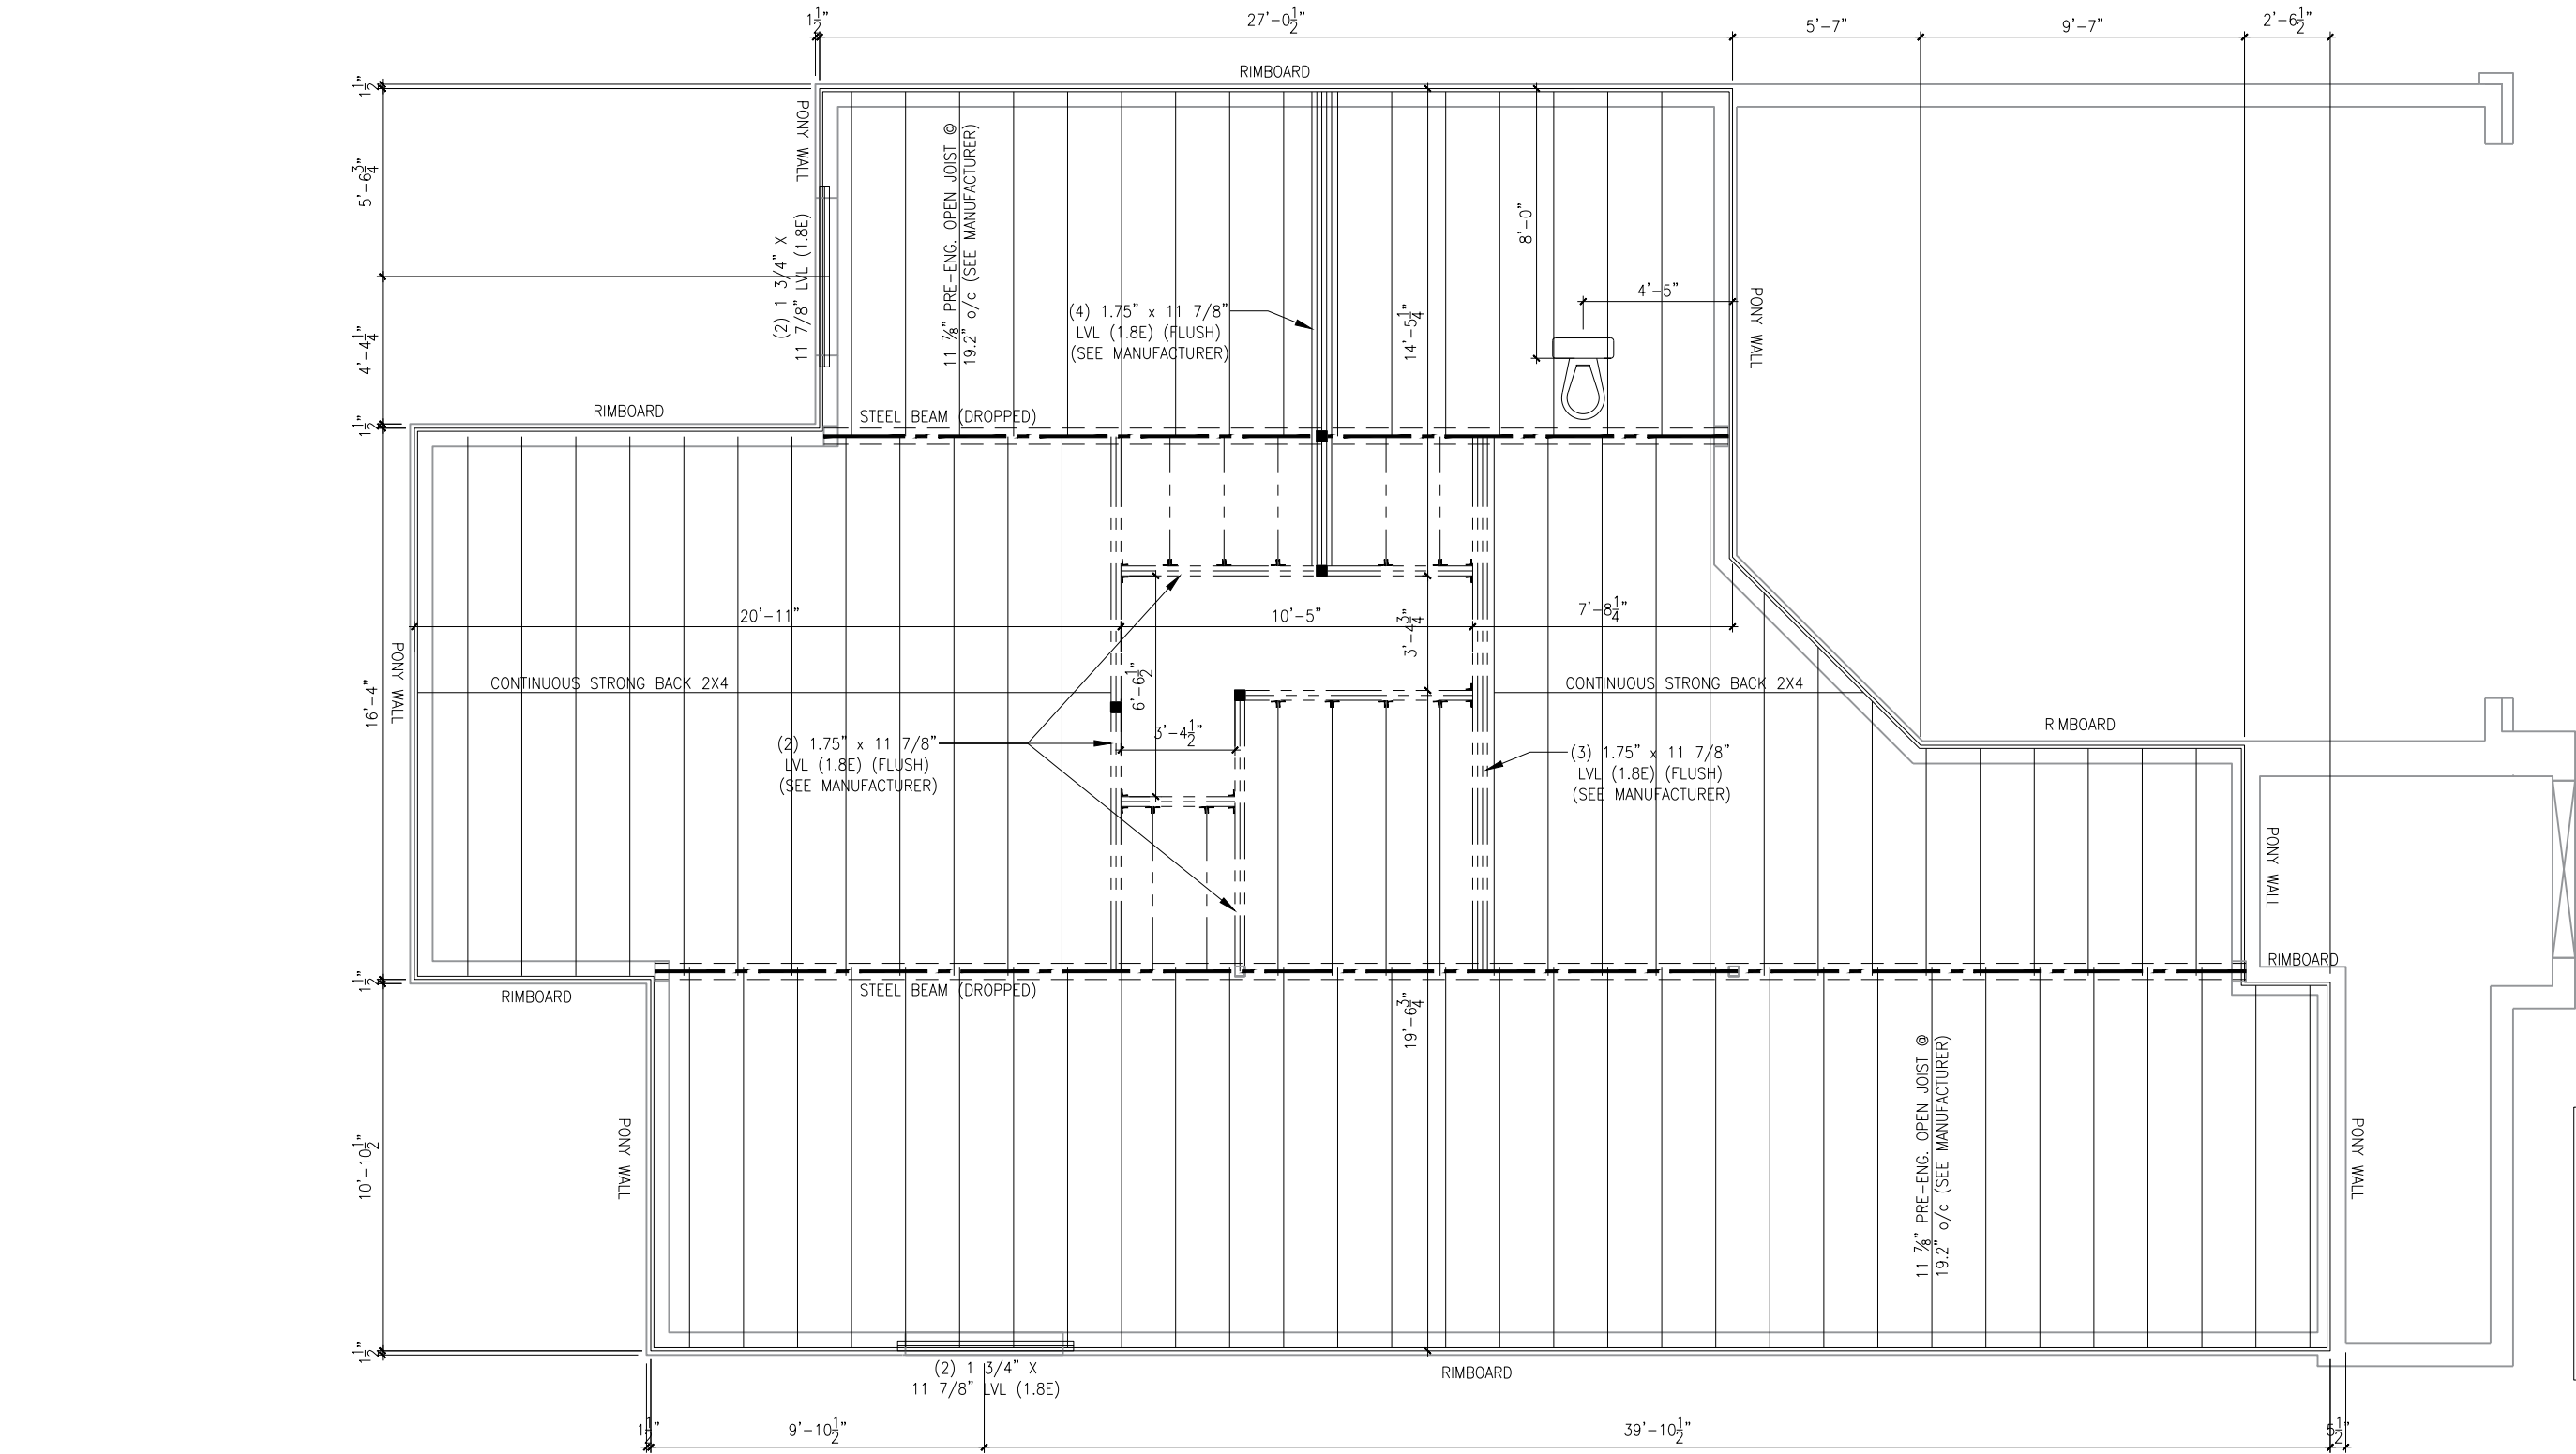 1 1/2"
27'-0 1/2"
5'-7"
9'-7"
2'-6 1/2"
RIMBOARD
1 1/2"
5'-6 3/4"
4'-4 1/4"
1 1/2"
16'-4"
1 1/2"
10'-10 1/2"
1 1/2"
PONY WALL
(2) 1 3/4" X
11 7/8" LVL (1.8E)
11 7/8" PRE-ENG. OPEN JOIST @
19.2" o/c (SEE MANUFACTURER)
(4) 1.75" x 11 7/8"
LVL (1.8E) (FLUSH)
(SEE MANUFACTURER)
14'-5 1/4"
8'-0"
4'-5"
PONY WALL
RIMBOARD
STEEL BEAM (DROPPED)
20'-11"
10'-5"
7'-8 1/4"
3'-4 3/4"
PONY WALL
CONTINUOUS STRONG BACK 2X4
6'-6 1/2"
CONTINUOUS STRONG BACK 2X4
3'-4 1/2"
RIMBOARD
(2) 1.75" x 11 7/8"
LVL (1.8E) (FLUSH)
(SEE MANUFACTURER)
(3) 1.75" x 11 7/8"
LVL (1.8E) (FLUSH)
(SEE MANUFACTURER)
PONY WALL
RIMBOARD
RIMBOARD
STEEL BEAM (DROPPED)
19'-6 3/4"
11 7/8" PRE-ENG. OPEN JOIST @
19.2" o/c (SEE MANUFACTURER)
PONY WALL
PONY WALL
(2) 1 3/4" X
11 7/8" LVL (1.8E)
RIMBOARD
1 1/2"
9'-10 1/2"
39'-10 1/2"
5 1/2"